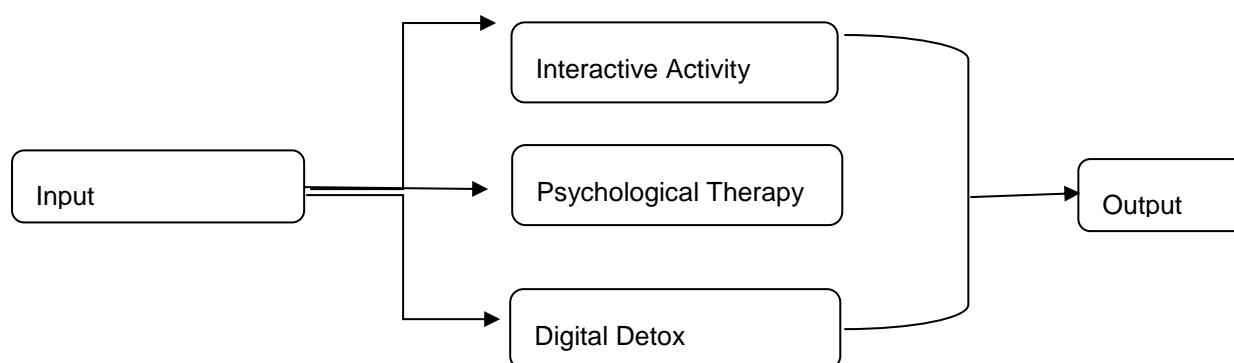 Interactive Activity
Input
Psychological Therapy
Output
Digital Detox